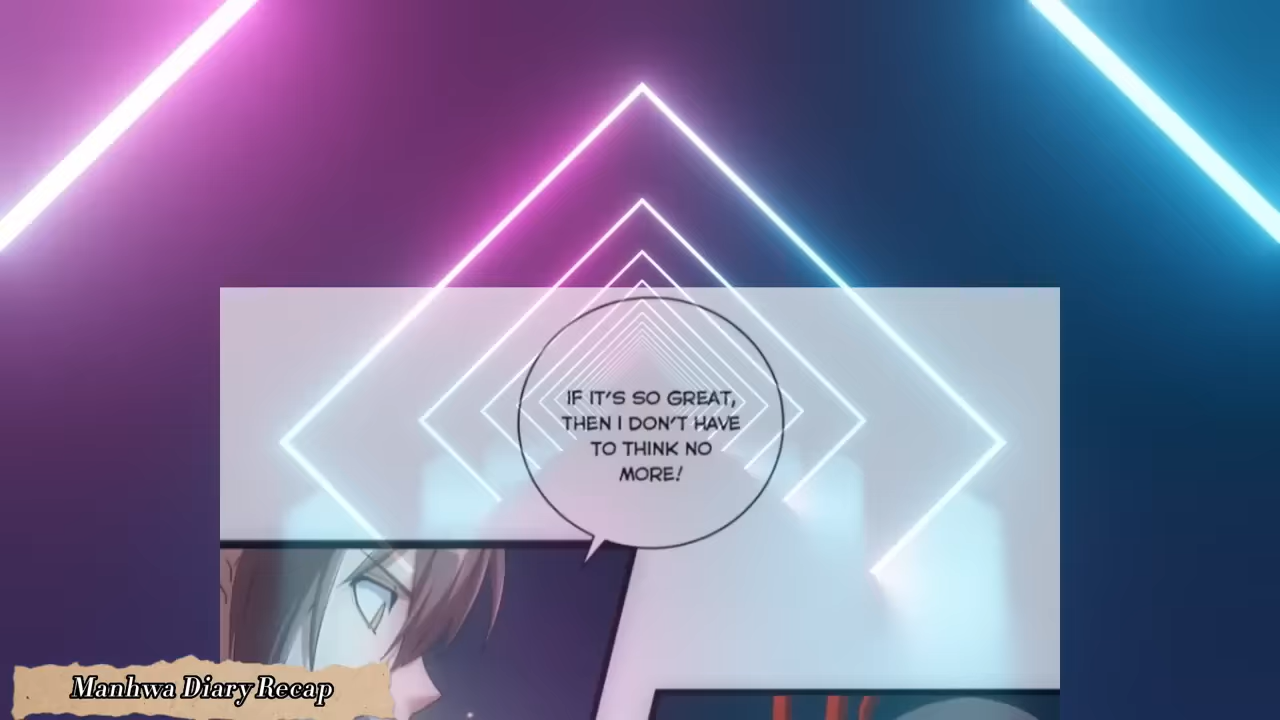 IF IT'S SO GREAT,
THEN I DON'T HAVE
TO THINK NO
MORE!
Manhwa Diary Recap